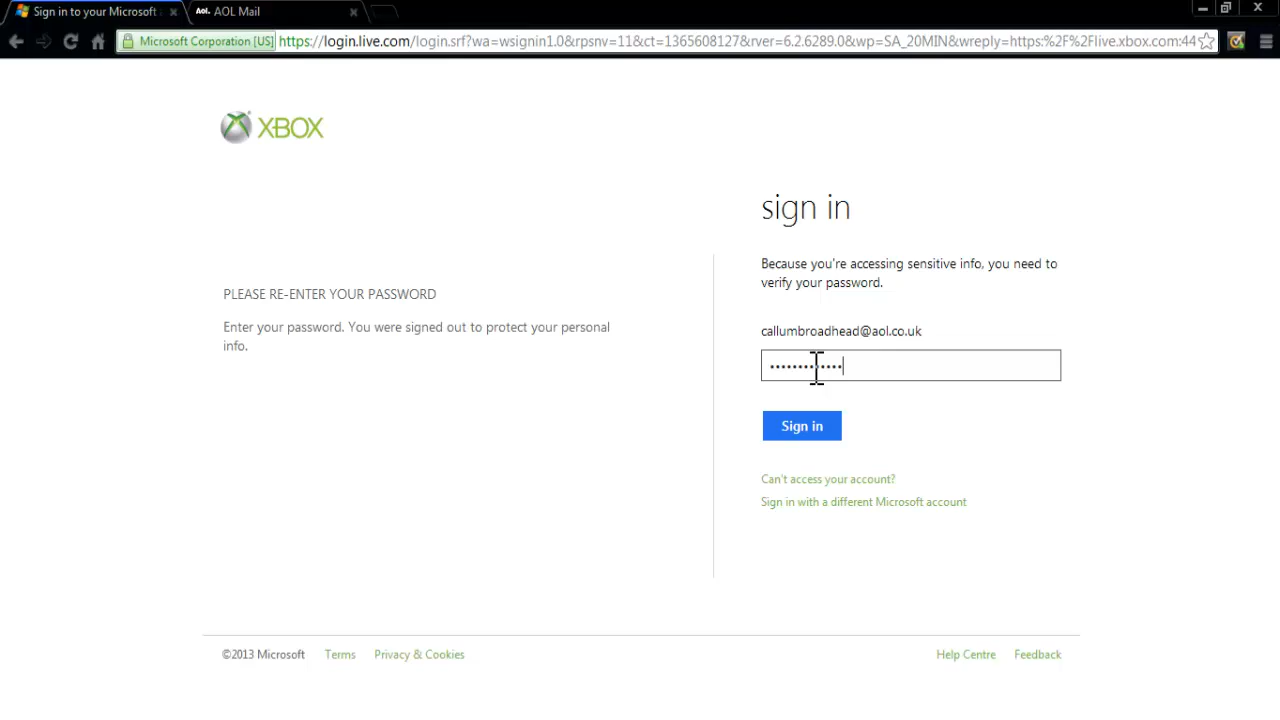 Sign in to your Microsoft
AOL Mail
Microsoft Corporation [US]
https://login.live.com/login.srf?wa=wsignin1.0&rpsnv=11&ct=1365608127&rver=6.2.6289.0&wp=SA_20MIN&wreply=https:%2F%2Flive.xbox.com:44
XBOX
sign in
Because you're accessing sensitive info, you need to
verify your password.
PLEASE RE-ENTER YOUR PASSWORD
Enter your password. You were signed out to protect your personal
info.
callumbroadhead@aol.co.uk
Sign in
Can't access your account?
Sign in with a different Microsoft account
©2013 Microsoft
Terms
Privacy & Cookies
Help Centre
Feedback